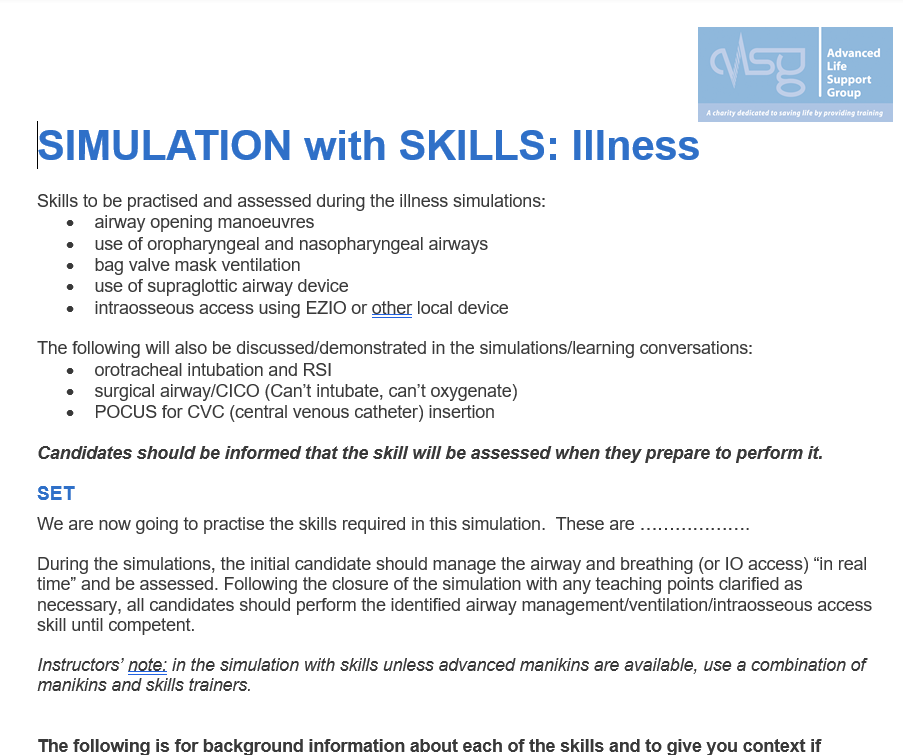 alsg
Advanced
Life
Support
Group
A charity dedicated to saving life by providing training
SIMULATION with SKILLS: Illness
Skills to be practised and assessed during the illness simulations:
• airway opening manoeuvres
• use of oropharyngeal and nasopharyngeal airways
• bag valve mask ventilation
• use of supraglottic airway device
• intraosseous access using EZIO or other local device
The following will also be discussed/demonstrated in the simulations/learning conversations:
• orotracheal intubation and RSI
• surgical airway/CICO (Can’t intubate, can’t oxygenate)
• POCUS for CVC (central venous catheter) insertion
Candidates should be informed that the skill will be assessed when they prepare to perform it.
SET
We are now going to practise the skills required in this simulation.  These are ……………….
During the simulations, the initial candidate should manage the airway and breathing (or IO access) “in real
time” and be assessed. Following the closure of the simulation with any teaching points clarified as
necessary, all candidates should perform the identified airway management/ventilation/intraosseous access
skill until competent.
Instructors’ note: in the simulation with skills unless advanced manikins are available, use a combination of
manikins and skills trainers.
The following is for background information about each of the skills and to give you context if